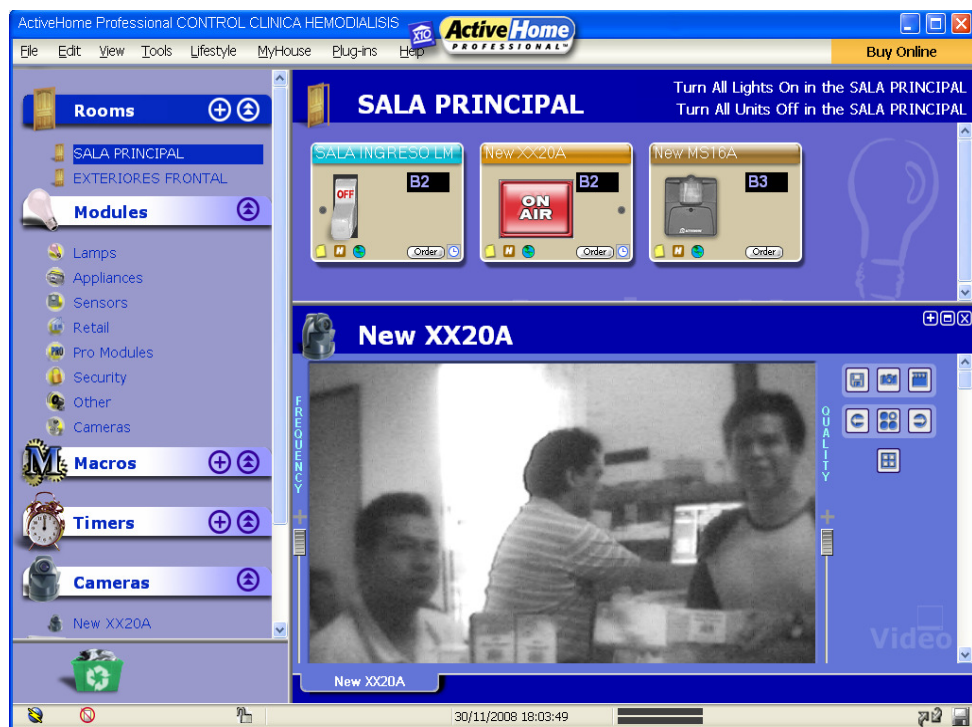 ActiveHome Professional CONTROL CLINICA HEMODIALISIS
X10
ActiveHome
PROFESSIONAL™
File Edit View Tools Lifestyle MyHouse Plug-ins Help
Buy Online
Rooms
SALA PRINCIPAL
EXTERIORES FRONTAL
Modules
Lamps
Appliances
Sensors
Retail
PRO Pro Modules
Security
Other
Cameras
M Macros
Timers
Cameras
New XX20A
SALA PRINCIPAL
Turn All Lights On in the SALA PRINCIPAL
Turn All Units Off in the SALA PRINCIPAL
SALA INGRESO LM
B2
OFF
Order
New XX20A
B2
ON AIR
Order
New MS16A
B3
Order
New XX20A
FREQUENCY
QUALITY
Video
New XX20A
30/11/2008 18:03:49